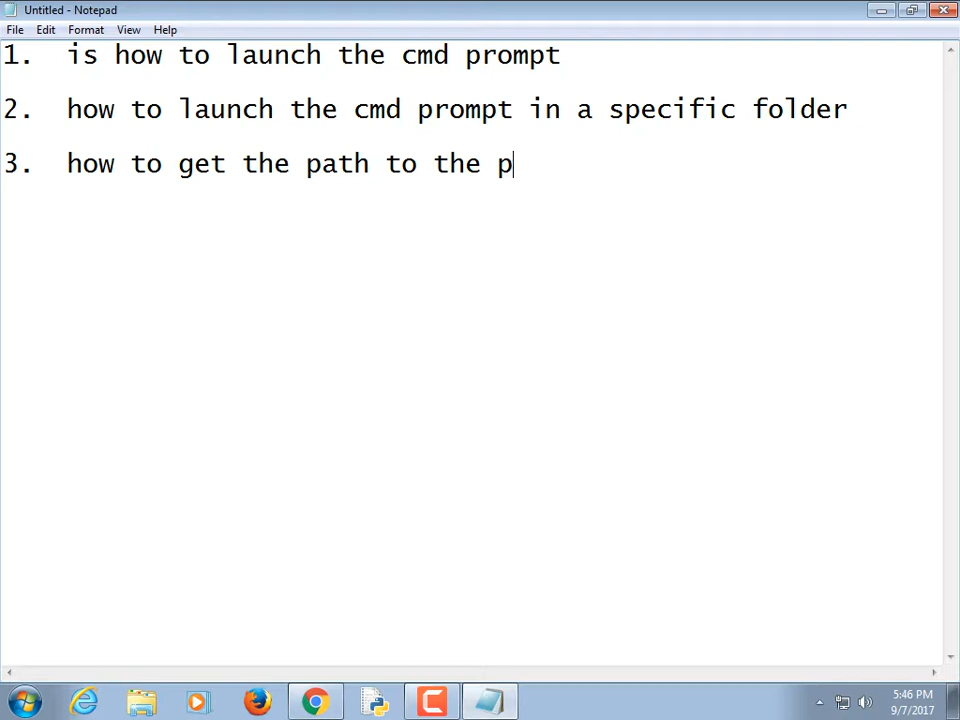 Untitled - Notepad
File Edit Format View Help
1. is how to launch the cmd prompt
2. how to launch the cmd prompt in a specific folder
3. how to get the path to the p
5:46 PM
9/7/2017